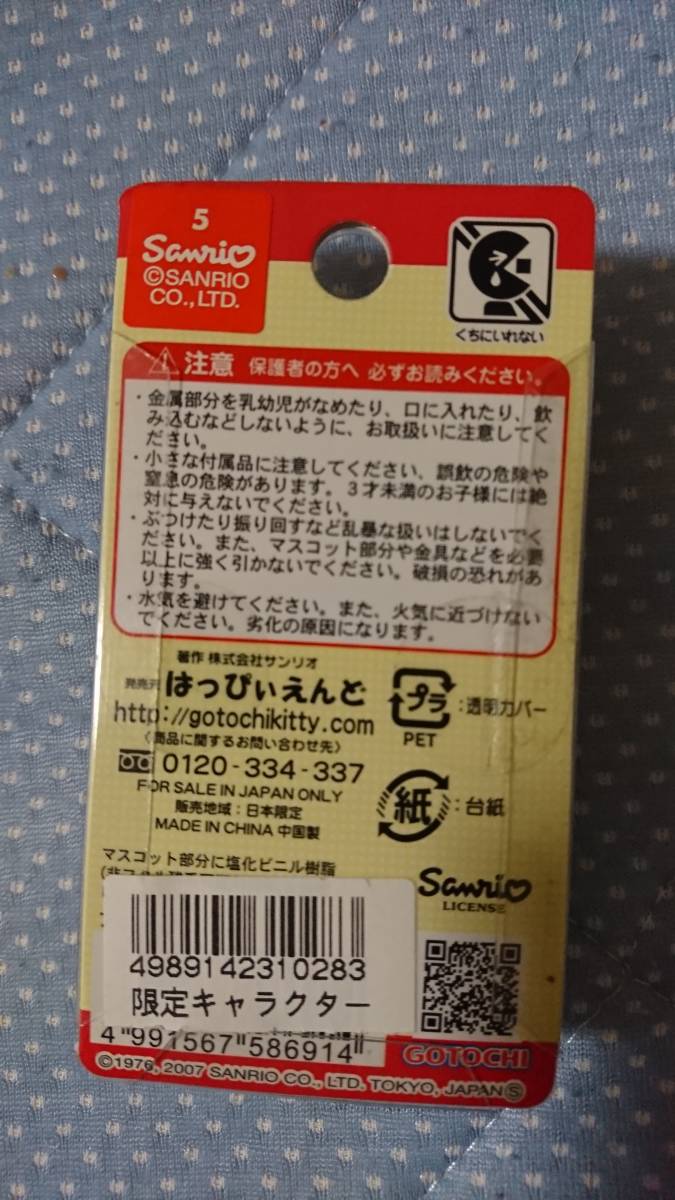 5
Sanrio
©SANRIO
CO., LTD.
くちにいれない
注意 保護者の方へ 必ずお読みください。
・金属部分を乳幼児がなめたり、口に入れたり、飲
み込むなどしないように、お取扱いに注意してく
ださい。
・小さな付属品に注意してください、誤飲の危険や
窒息の危険があります。3才未満のお子様には絶
対に与えないでください。
・ぶつけたり振り回すなど乱暴な扱いはしないでく
ださい。また、マスコット部分や金具などを必要
以上に強く引かないでください。破損の恐れがあ
ります。
・水気を避けてください。また、火気に近づけない
でください。劣化の原因になります。
著作 株式会社サンリオ
発売元 はっぴぃえんど
http://gotochikitty.com
〈商品に関するお問い合わせ先〉
0120-334-337
FOR SALE IN JAPAN ONLY
販売地域:日本限定
MADE IN CHINA 中国製
プラ
:透明カバー
PET
紙
:台紙
マスコット部分に塩化ビニル樹脂
Sanrio
LICENSE
4989142310283
限定キャラクター
4"991567"586914"
GOTOCHI
©1976, 2007 SANRIO CO., LTD. TOKYO, JAPAN Ⓢ